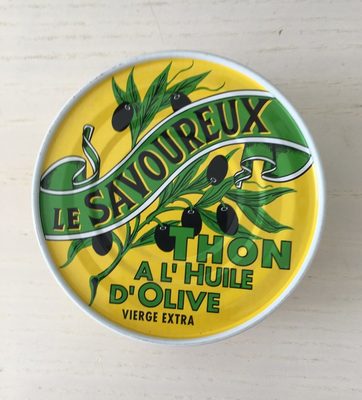 LE SAVOUREUX
THON
A L'HUILE
D'OLIVE
VIERGE EXTRA